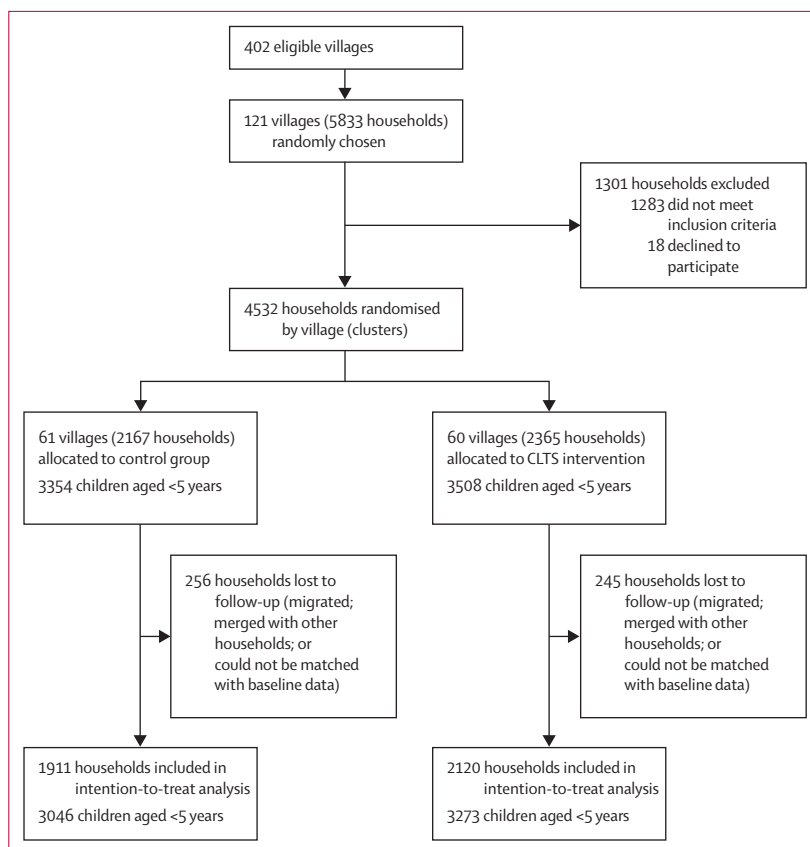 402 eligible villages
121 villages (5833 households)
randomly chosen
1301 households excluded
1283 did not meet
inclusion criteria
18 declined to
participate
4532 households randomised
by village (clusters)
61 villages (2167 households)
allocated to control group
3354 children aged <5 years
60 villages (2365 households)
allocated to CLTS intervention
3508 children aged <5 years
256 households lost to
follow-up (migrated;
merged with other
households; or
could not be matched
with baseline data)
245 households lost to
follow-up (migrated;
merged with other
households; or
could not be matched
with baseline data)
1911 households included in
intention-to-treat analysis
3046 children aged <5 years
2120 households included in
intention-to-treat analysis
3273 children aged <5 years